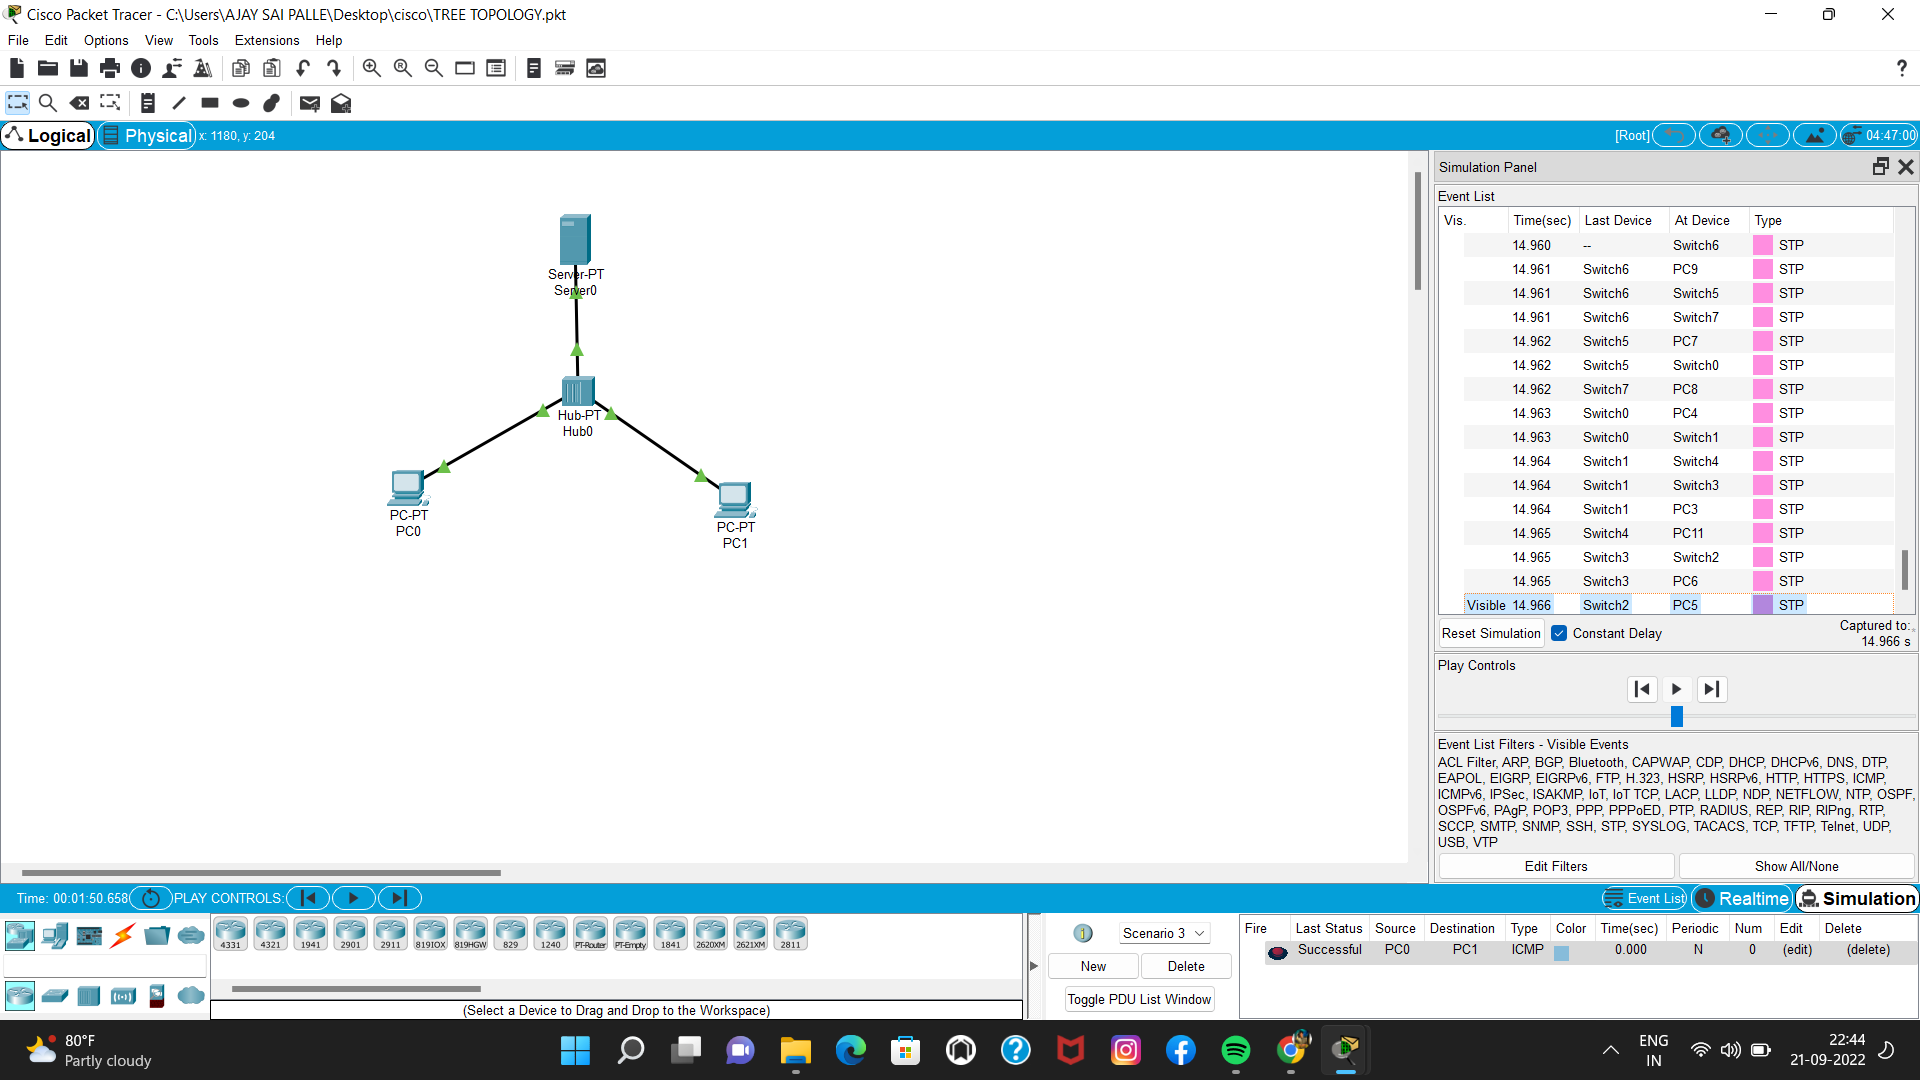 Cisco Packet Tracer - C:\Users\AJAY SAI PALLE\Desktop\cisco\TREE TOPOLOGY.pkt
File Edit Options View Tools Extensions Help
Logical Physical x: 1180, y: 204 [Root] 04:47:00
Server-PT
Server0
Hub-PT
Hub0
PC-PT
PC0
PC-PT
PC1
Simulation Panel
Event List
Vis. Time(sec) Last Device At Device Type
14.960 -- Switch6 STP
14.961 Switch6 PC9 STP
14.961 Switch6 Switch5 STP
14.961 Switch6 Switch7 STP
14.962 Switch5 PC7 STP
14.962 Switch5 Switch0 STP
14.962 Switch7 PC8 STP
14.963 Switch0 PC4 STP
14.963 Switch0 Switch1 STP
14.964 Switch1 Switch4 STP
14.964 Switch1 Switch3 STP
14.964 Switch1 PC3 STP
14.965 Switch4 PC11 STP
14.965 Switch3 Switch2 STP
14.965 Switch3 PC6 STP
Visible 14.966 Switch2 PC5 STP
Reset Simulation Constant Delay
Captured to:
14.966 s
Play Controls
Event List Filters - Visible Events
ACL Filter, ARP, BGP, Bluetooth, CAPWAP, CDP, DHCP, DHCPv6, DNS, DTP,
EAPOL, EIGRP, EIGRPv6, FTP, H.323, HSRP, HSRPv6, HTTP, HTTPS, ICMP,
ICMPv6, IPSec, ISAKMP, IoT, IoT TCP, LACP, LLDP, NDP, NETFLOW, NTP, OSPF,
OSPFv6, PAgP, POP3, PPP, PPPoED, PTP, RADIUS, REP, RIP, RIPng, RTP,
SCCP, SMTP, SNMP, SSH, STP, SYSLOG, TACACS, TCP, TFTP, Telnet, UDP,
USB, VTP
Edit Filters Show All/None
Time: 00:01:50.658 PLAY CONTROLS: Event List Realtime Simulation
4331 4321 1941 2901 2911 819IOX 819HGW 829 1240 PT-Router PT-Empty 1841 2620XM 2621XM 2811
(Select a Device to Drag and Drop to the Workspace)
1 Scenario 3
New Delete
Toggle PDU List Window
Fire Last Status Source Destination Type Color Time(sec) Periodic Num Edit Delete
Successful PC0 PC1 ICMP 0.000 N 0 (edit) (delete)
80°F
Partly cloudy
ENG
IN
22:44
21-09-2022